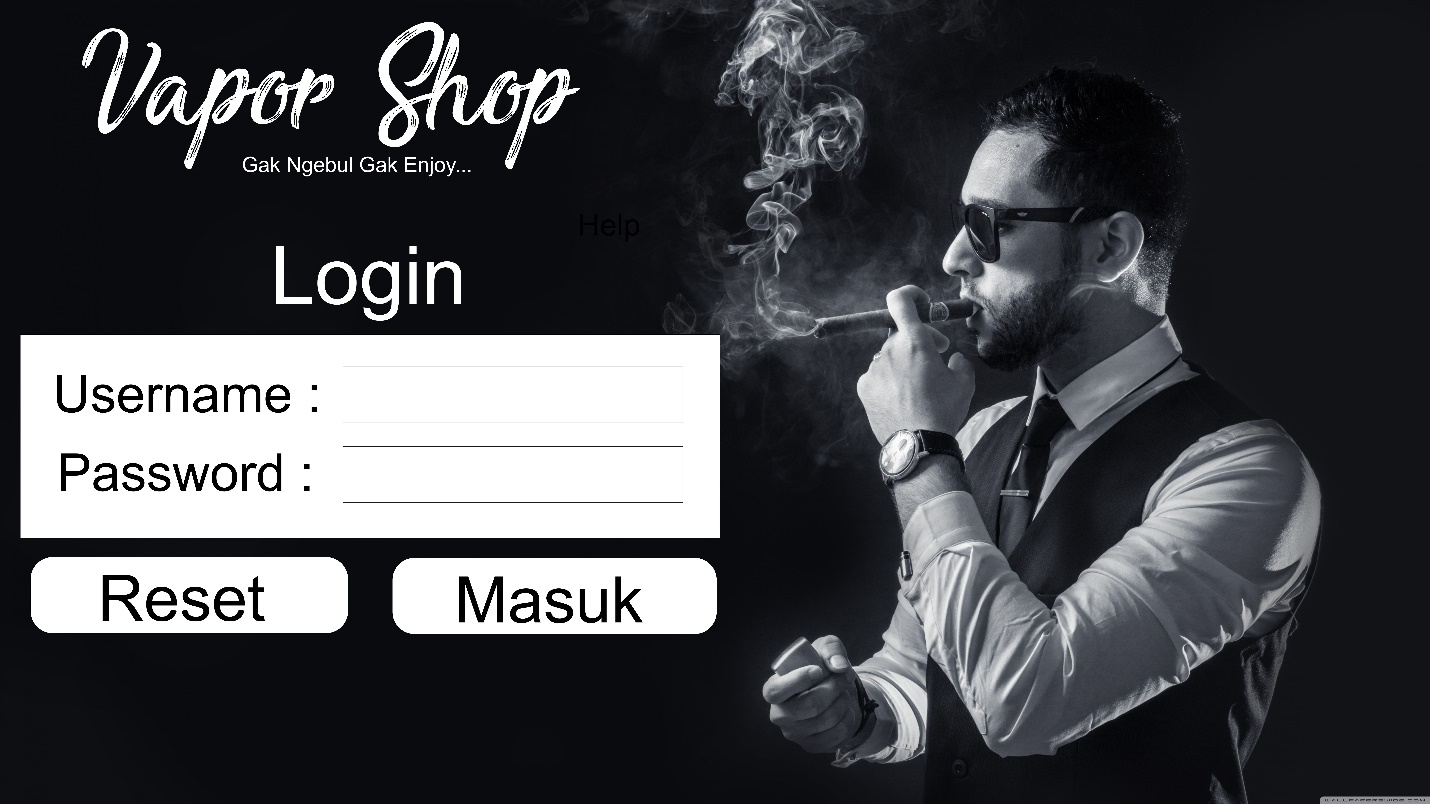 Vapor Shop
Gak Ngebul Gak Enjoy...
Help
Login
Username :
Password :
Reset
Masuk